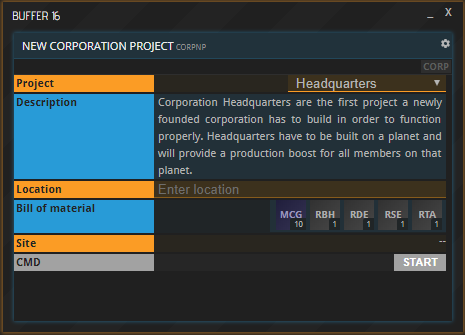 BUFFER 16 _ X
NEW CORPORATION PROJECT CORPNP
CORP
Project Headquarters ▼
Description Corporation Headquarters are the first project a newly
founded corporation has to build in order to function
properly. Headquarters have to be built on a planet and
will provide a production boost for all members on that
planet.
Location Enter location
Bill of material MCG 10 RBH 1 RDE 1 RSE 1 RTA 1
Site --
CMD START